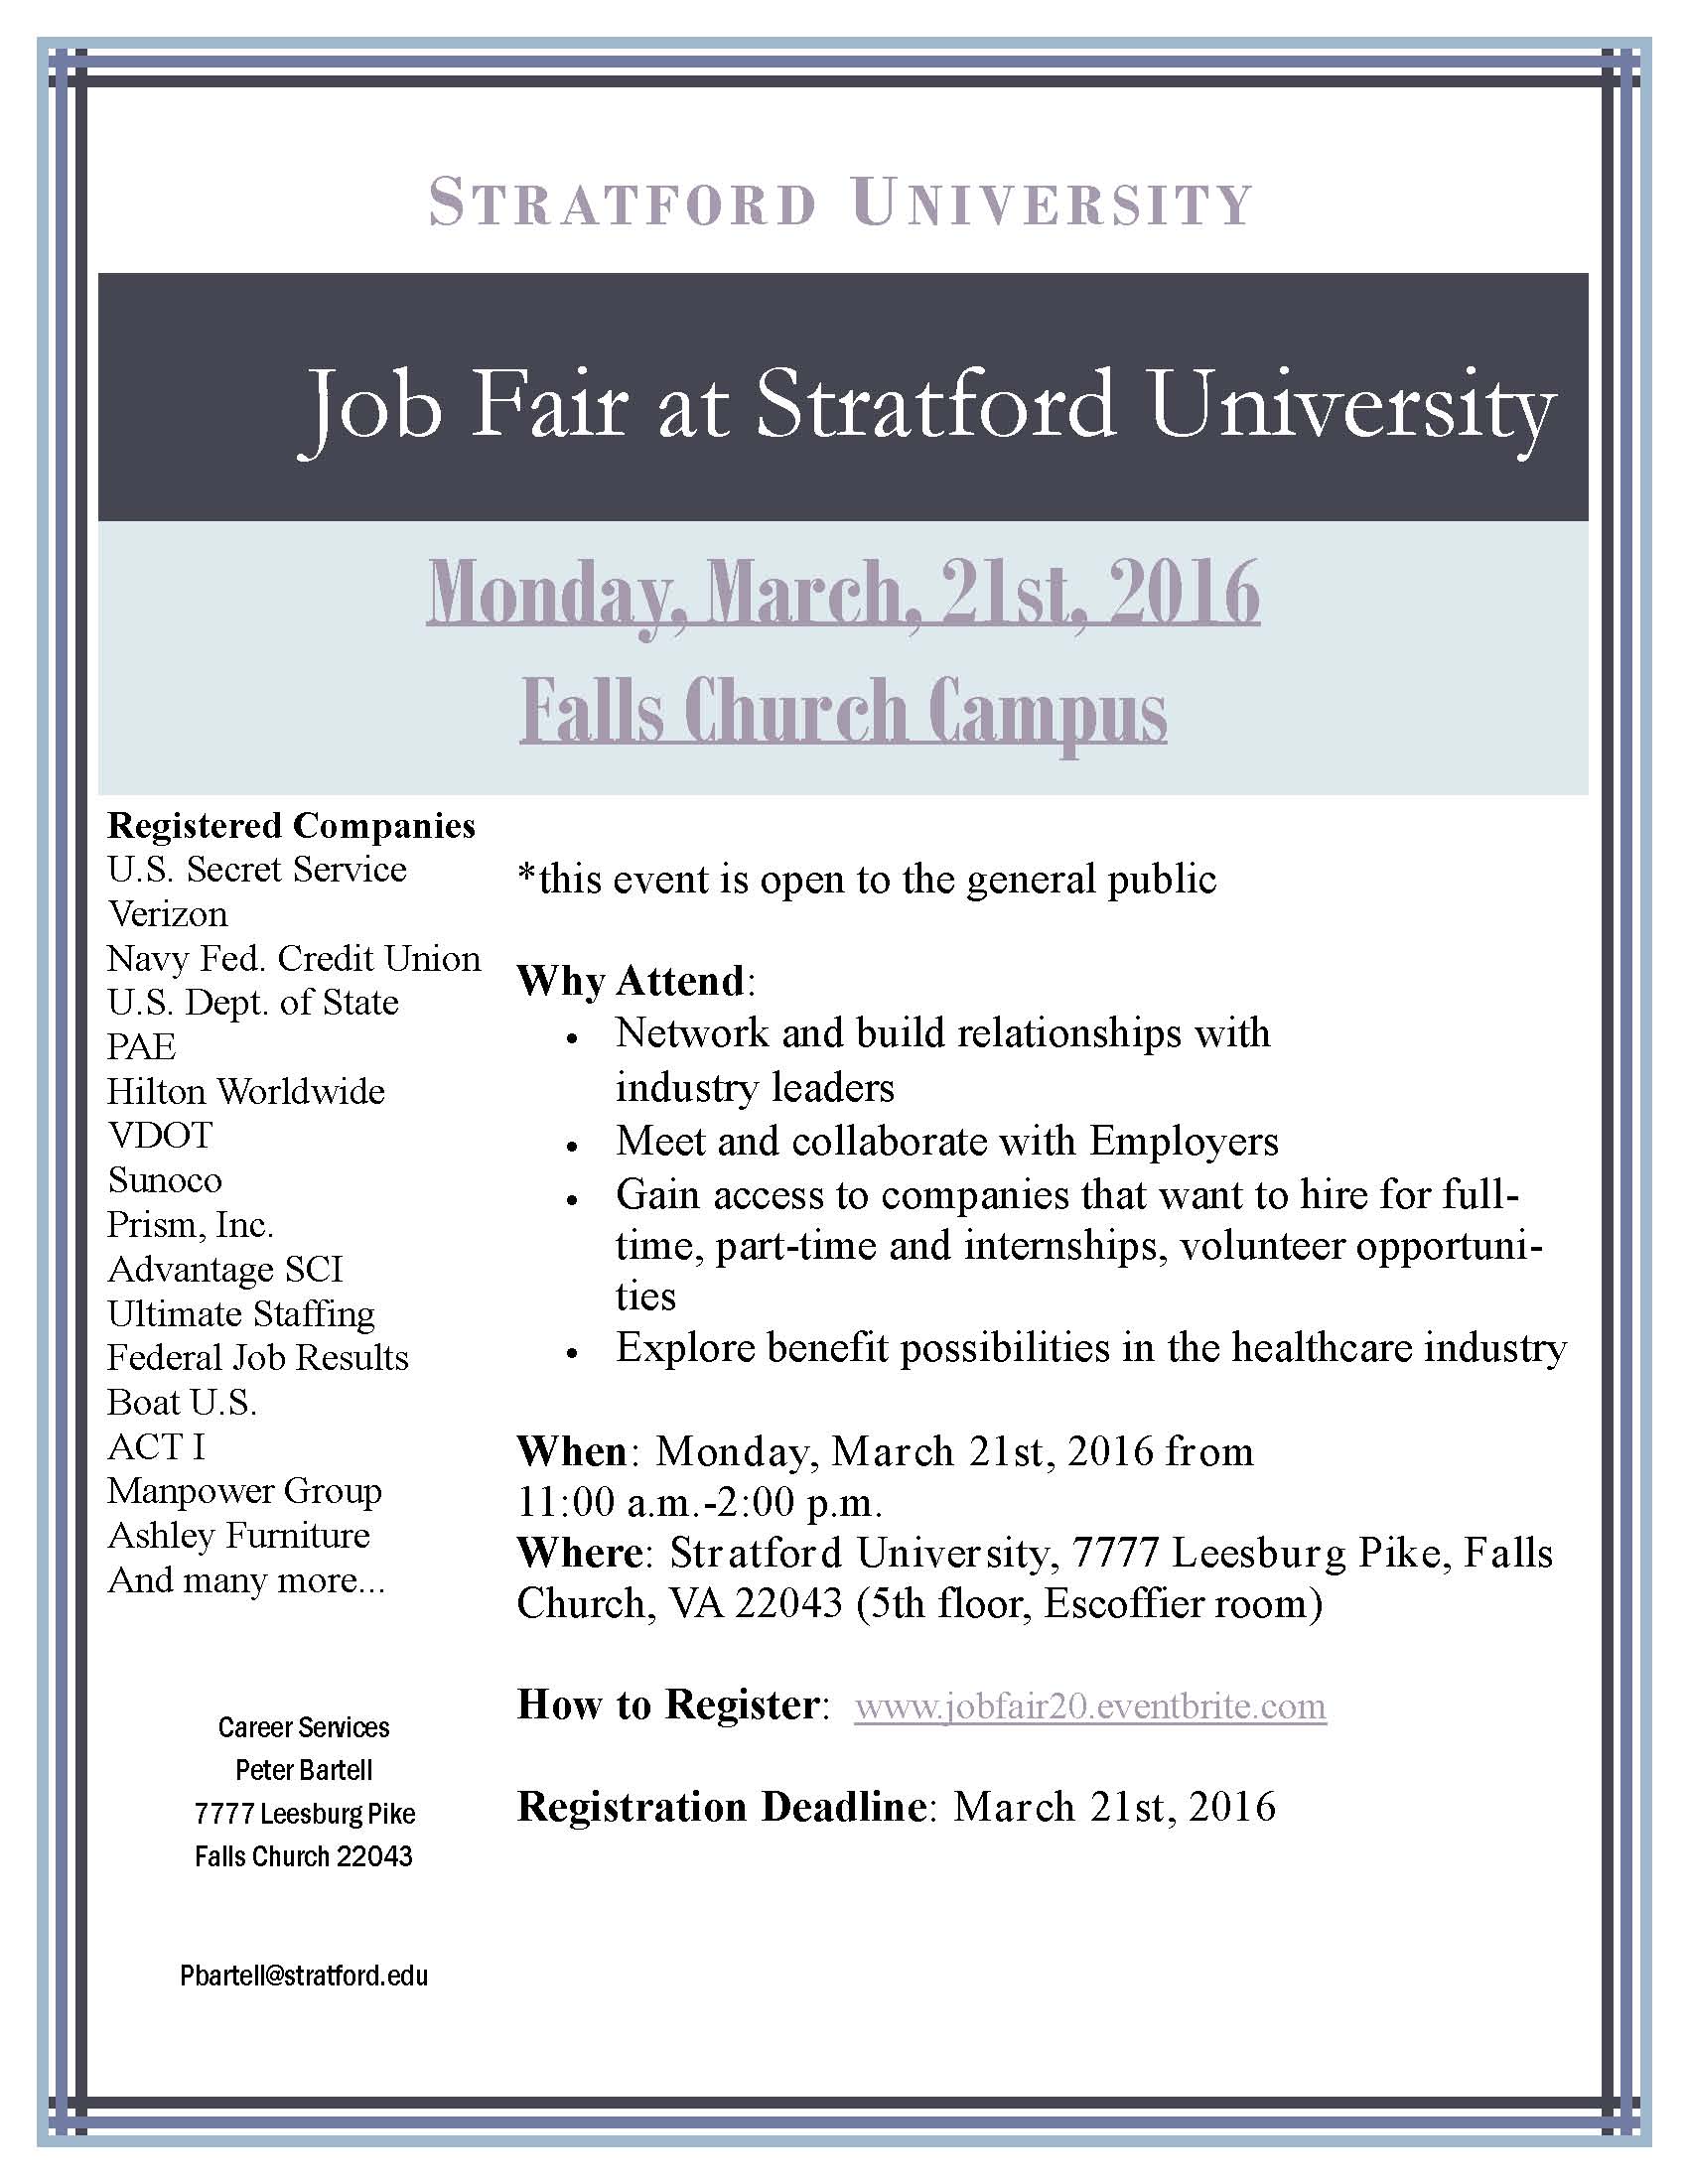 STRATFORD UNIVERSITY
Job Fair at Stratford University
Monday, March, 21st, 2016
Falls Church Campus
Registered Companies
U.S. Secret Service
Verizon
Navy Fed. Credit Union
U.S. Dept. of State
PAE
Hilton Worldwide
VDOT
Sunoco
Prism, Inc.
Advantage SCI
Ultimate Staffing
Federal Job Results
Boat U.S.
ACT I
Manpower Group
Ashley Furniture
And many more...
Career Services
Peter Bartell
7777 Leesburg Pike
Falls Church 22043
Pbartell@stratford.edu
*this event is open to the general public
Why Attend:
• Network and build relationships with
industry leaders
• Meet and collaborate with Employers
• Gain access to companies that want to hire for full-
time, part-time and internships, volunteer opportuni-
ties
• Explore benefit possibilities in the healthcare industry
When: Monday, March 21st, 2016 from
11:00 a.m.-2:00 p.m.
Where: Stratford University, 7777 Leesburg Pike, Falls
Church, VA 22043 (5th floor, Escoffier room)
How to Register: www.jobfair20.eventbrite.com
Registration Deadline: March 21st, 2016